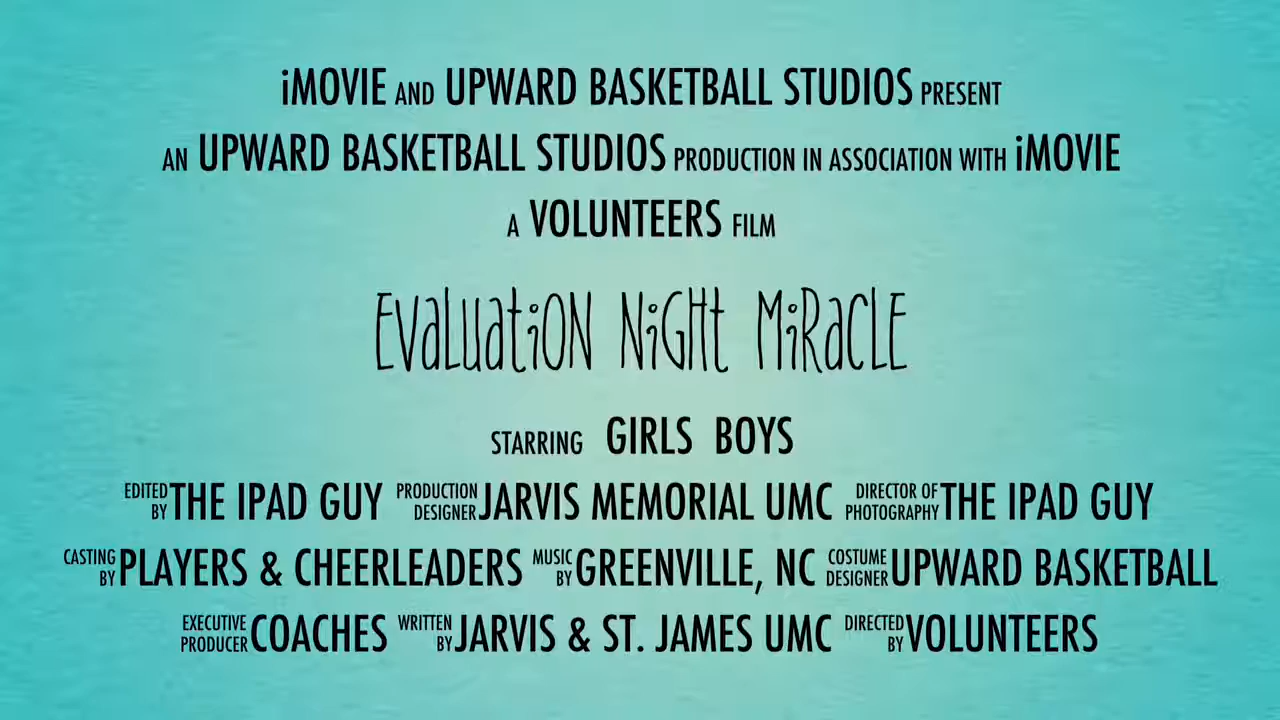 iMOVIE AND UPWARD BASKETBALL STUDIOS PRESENT
AN UPWARD BASKETBALL STUDIOS PRODUCTION IN ASSOCIATION WITH iMOVIE
A VOLUNTEERS FILM
EvaluatiON NiGHt MiRaCLE
STARRING GIRLS BOYS
EDITED BY THE IPAD GUY PRODUCTION DESIGNER JARVIS MEMORIAL UMC DIRECTOR OF PHOTOGRAPHY THE IPAD GUY
CASTING BY PLAYERS & CHEERLEADERS MUSIC BY GREENVILLE, NC COSTUME DESIGNER UPWARD BASKETBALL
EXECUTIVE PRODUCER COACHES WRITTEN BY JARVIS & ST. JAMES UMC DIRECTED BY VOLUNTEERS